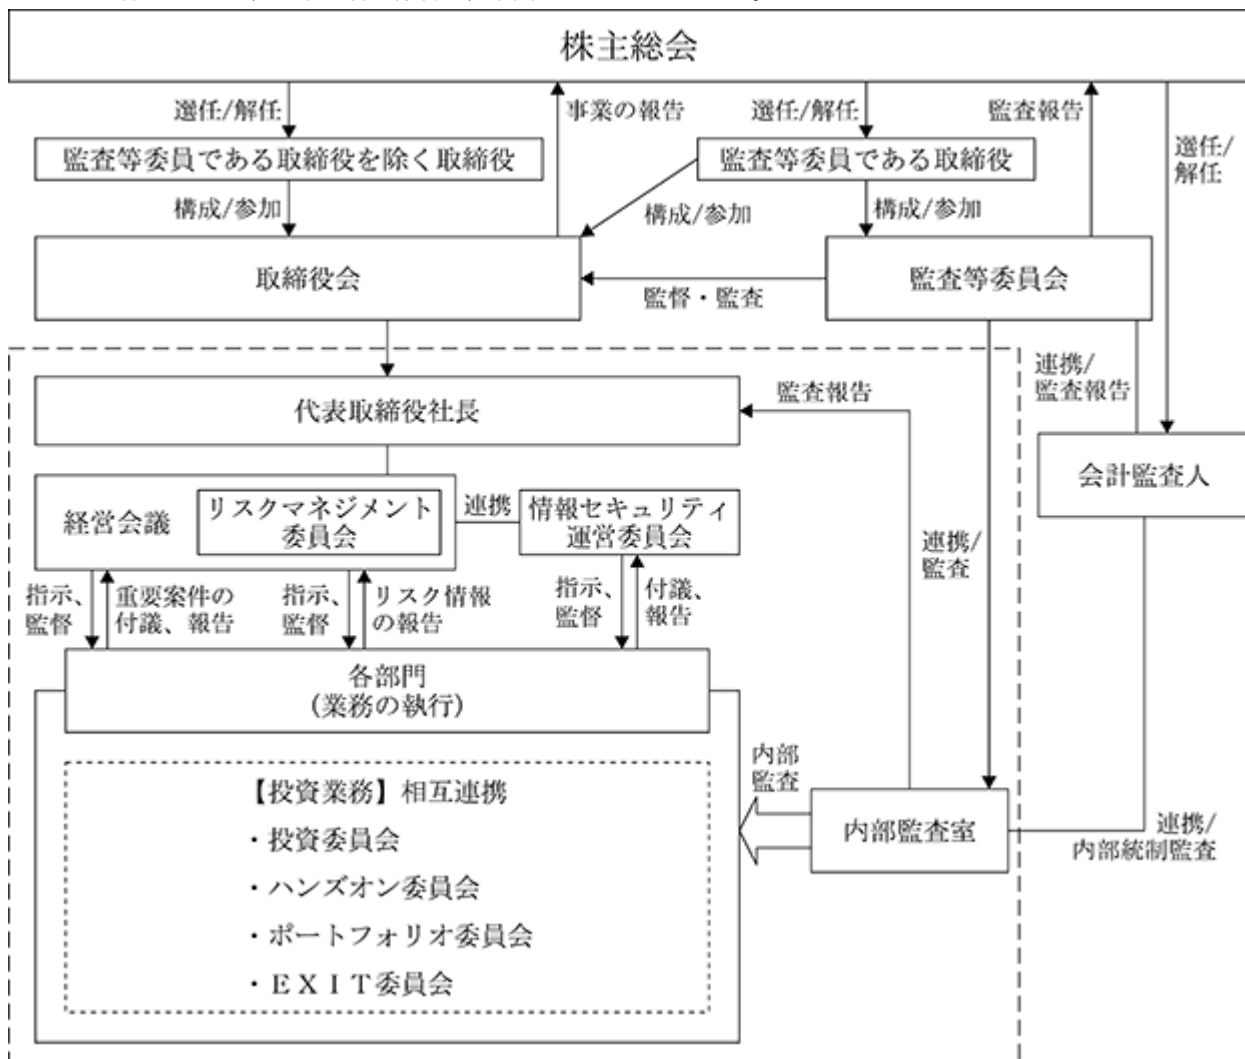 株主総会
選任/解任
事業の報告
選任/解任
監査報告
選任/
解任
監査等委員である取締役を除く取締役
監査等委員である取締役
構成/参加
構成/参加
構成/参加
取締役会
監督・監査
監査等委員会
代表取締役社長
監査報告
連携/
監査報告
会計監査人
経営会議
リスクマネジメント
委員会
連携
情報セキュリティ
運営委員会
連携/
監査
指示、
監督
重要案件の
付議、報告
指示、
監督
リスク情報
の報告
指示、
監督
付議、
報告
各部門
(業務の執行)
内部
監査
【投資業務】相互連携
・投資委員会
・ハンズオン委員会
・ポートフォリオ委員会
・EXIT委員会
内部監査室
連携/
内部統制監査